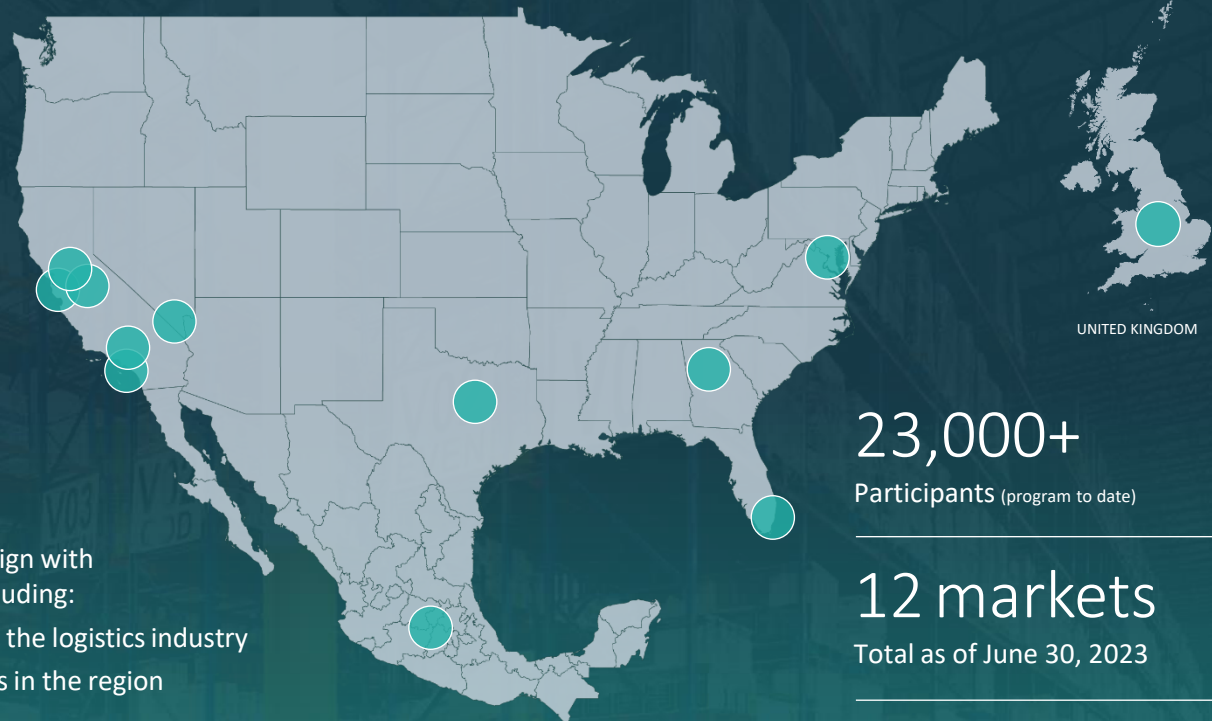 UNITED KINGDOM
23,000+
Participants (program to date)
12 markets
Total as of June 30, 2023
ign with
uding:
the logistics industry
s in the region
V03